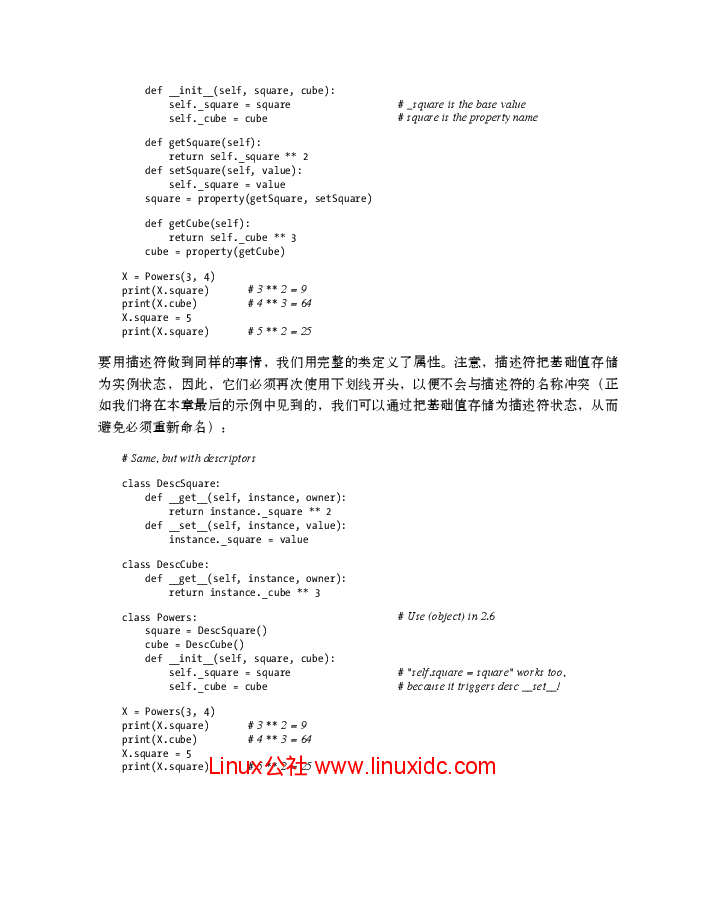 def __init__(self, square, cube):
self._square = square # _square is the base value
self._cube = cube # square is the property name
def getSquare(self):
return self._square ** 2
def setSquare(self, value):
self._square = value
square = property(getSquare, setSquare)
def getCube(self):
return self._cube ** 3
cube = property(getCube)
X = Powers(3, 4)
print(X.square) # 3 ** 2 = 9
print(X.cube) # 4 ** 3 = 64
X.square = 5
print(X.square) # 5 ** 2 = 25
要用描述符做到同样的事情，我们用完整的类定义了属性。注意，描述符把基础值存储
为实例状态，因此，它们必须再次使用下划线开头，以便不会与描述符的名称冲突（正
如我们将在本章最后的示例中见到的，我们可以通过把基础值存储为描述符状态，从而
避免必须重新命名）：
# Same, but with descriptors
class DescSquare:
def __get__(self, instance, owner):
return instance._square ** 2
def __set__(self, instance, value):
instance._square = value
class DescCube:
def __get__(self, instance, owner):
return instance._cube ** 3
class Powers: # Use (object) in 2.6
square = DescSquare()
cube = DescCube()
def __init__(self, square, cube):
self._square = square # "self.square = square" works too,
self._cube = cube # because it triggers desc __set__!
X = Powers(3, 4)
print(X.square) # 3 ** 2 = 9
print(X.cube) # 4 ** 3 = 64
X.square = 5
print(X.square) # 5 ** 2 = 25
Linux公社 www.linuxidc.com